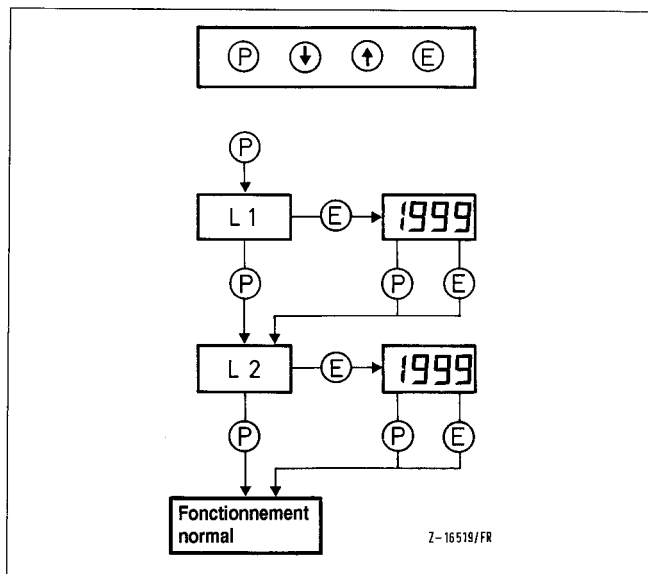 P ↓ ↑ E
P
L 1 E 1999
P P E
L 2 E 1999
P P E
Fonctionnement
normal
Z-16519/FR